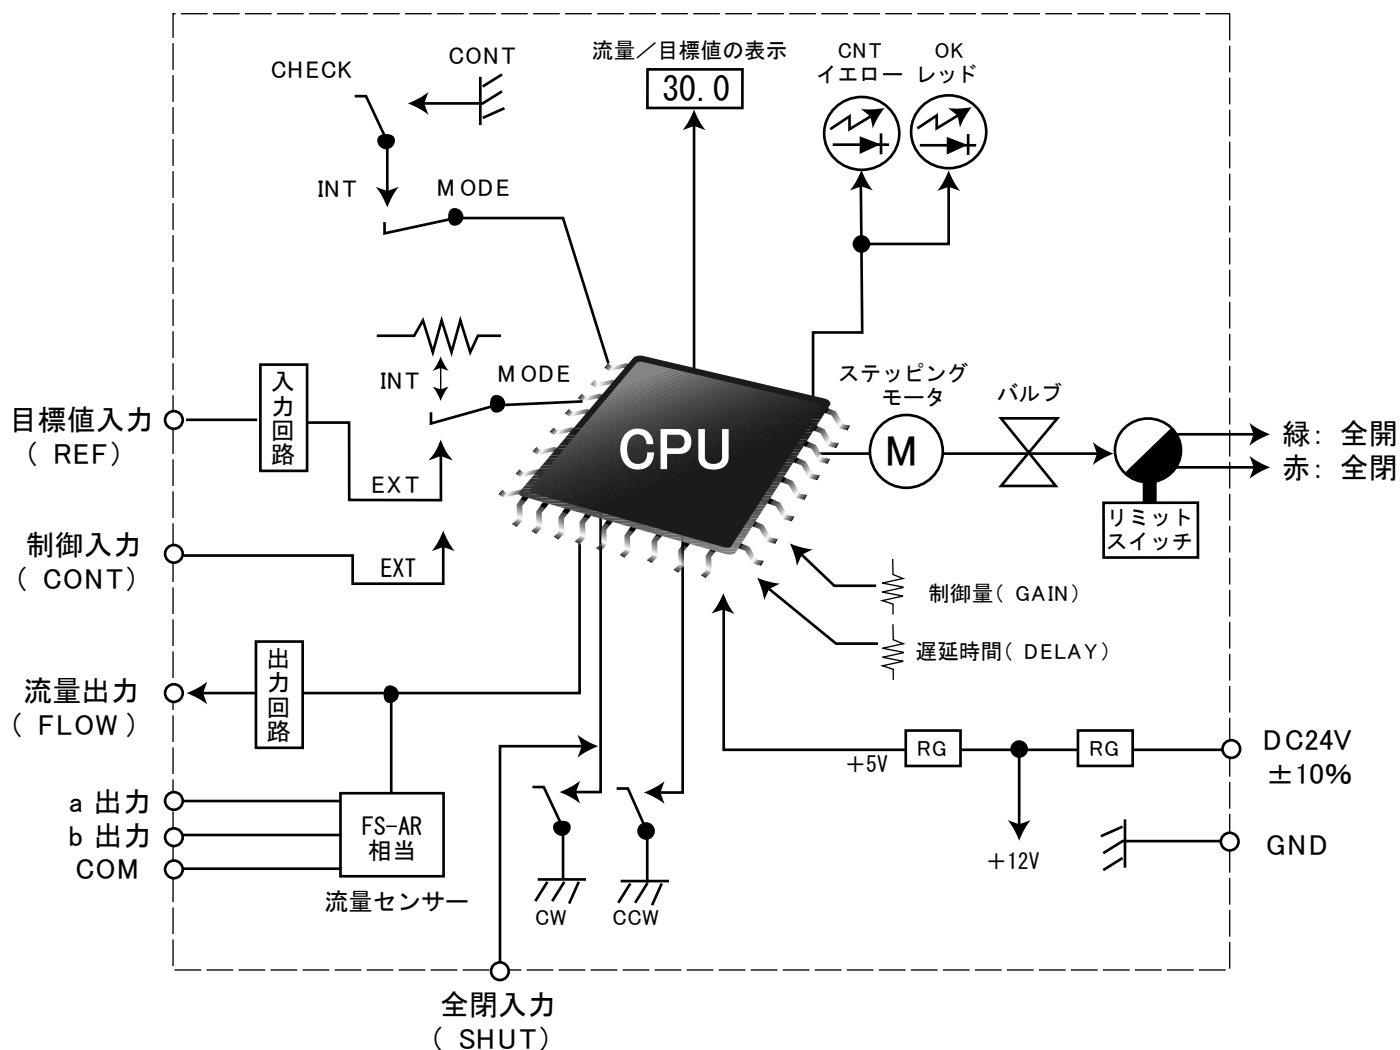 流量／目標値の表示
30.0
CNT
イエロー
OK
レッド
CHECK
CONT
INT
MODE
INT
MODE
目標値入力
( REF)
入力回路
EXT
制御入力
( CONT)
EXT
CPU
ステッピング
モータ
M
バルブ
緑: 全開
赤: 全閉
リミット
スイッチ
制御量( GAIN)
遅延時間( DELAY)
流量出力
( FLOW)
出力回路
RG
RG
+5V
+12V
DC24V
±10%
GND
a 出力
b 出力
COM
FS-AR
相当
流量センサー
CW
CCW
全閉入力
( SHUT)